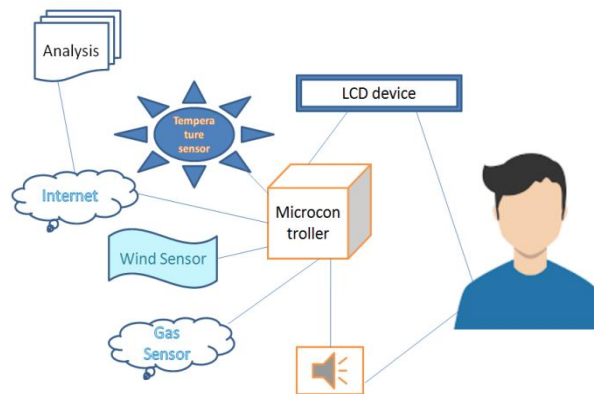 Analysis
LCD device
Tempera
ture
sensor
Internet
Microcon
troller
Wind Sensor
Gas
Sensor